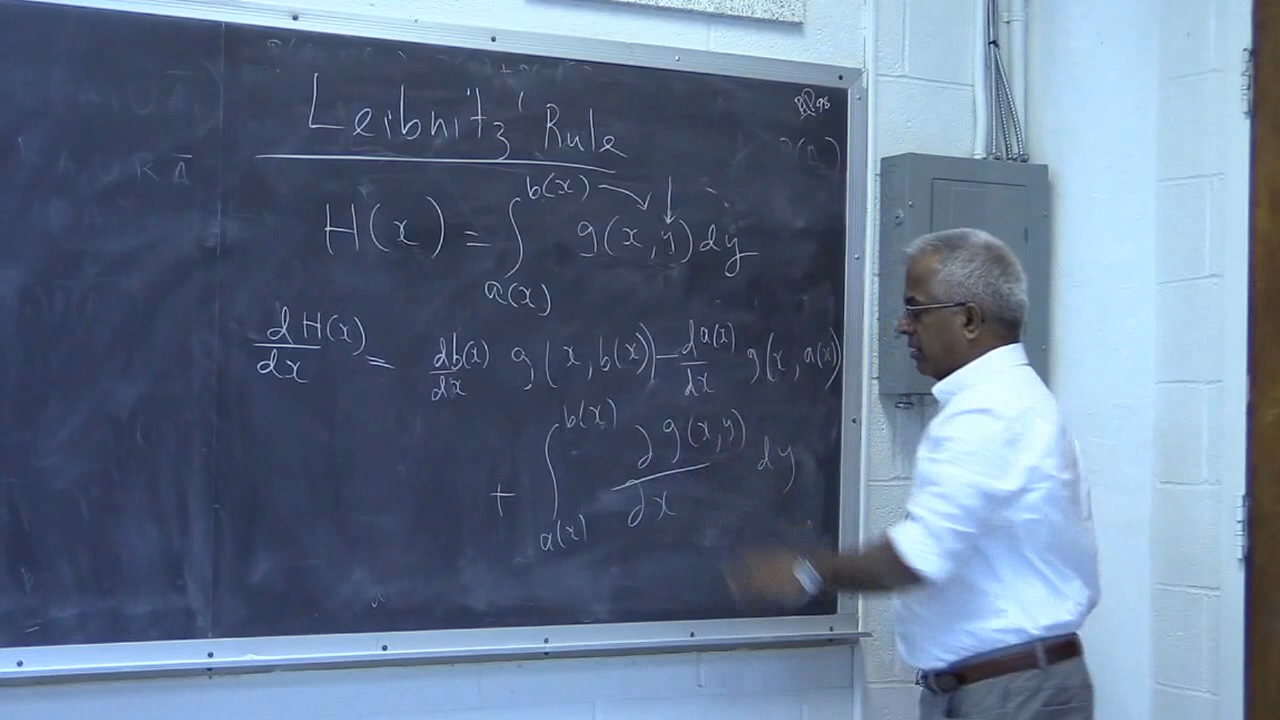 Leibnitz' Rule
H(x) = ∫_{a(x)}^{b(x)} g(x,y) dy
dH(x)/dx = db(x)/dx g(x, b(x)) − da(x)/dx g(x, a(x))
+ ∫_{a(x)}^{b(x)} ∂g(x,y)/∂x dy